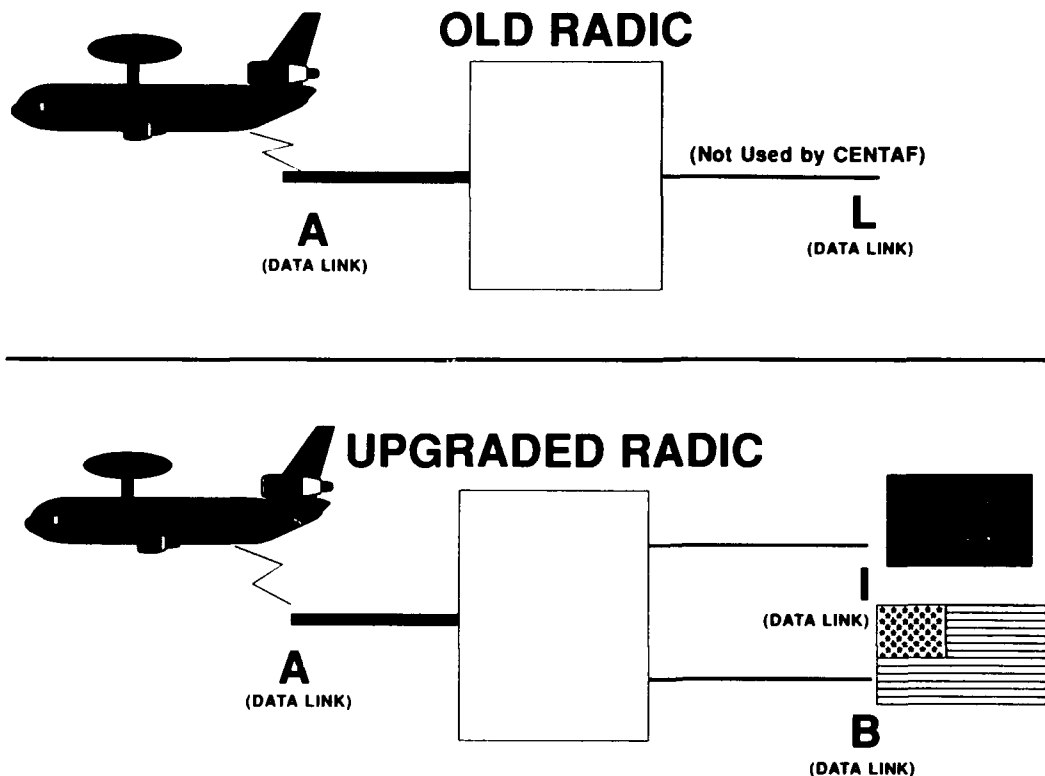 OLD RADIC
(Not Used by CENTAF)
A
(DATA LINK)
L
(DATA LINK)
UPGRADED RADIC
I
(DATA LINK)
A
(DATA LINK)
B
(DATA LINK)